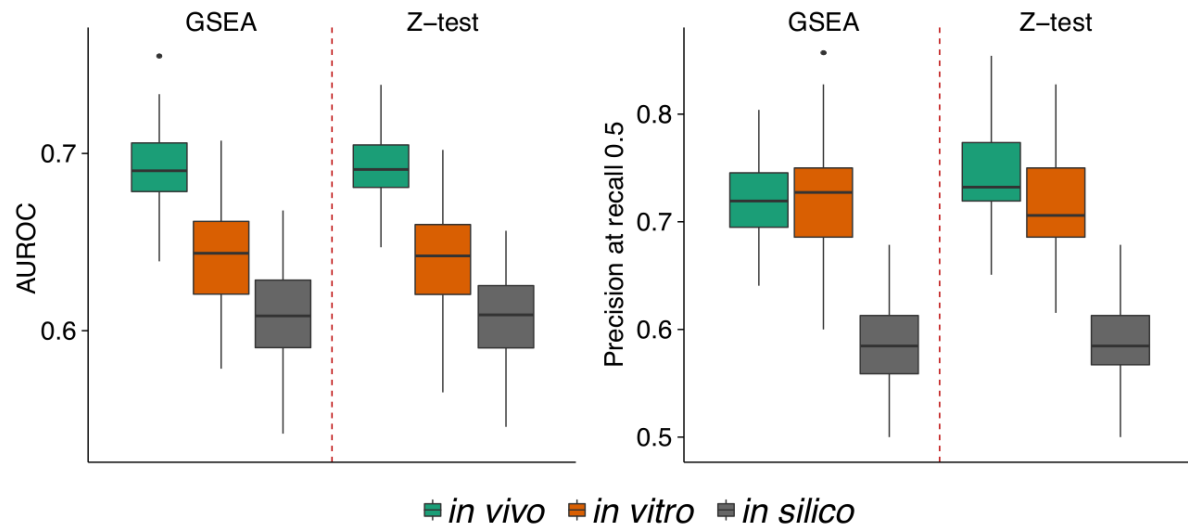 GSEA
Z−test
AUROC
0.7
0.6
GSEA
Z−test
Precision at recall 0.5
0.8
0.7
0.6
0.5
in vivo in vitro in silico